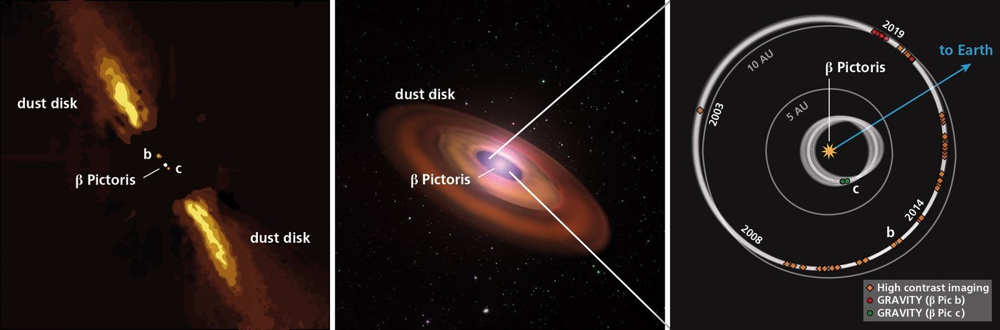 dust disk
b
c
β Pictoris
dust disk
dust disk
β Pictoris
2019
to Earth
10 AU
β Pictoris
5 AU
2003
c
2014
b
2008
High contrast imaging
GRAVITY (β Pic b)
GRAVITY (β Pic c)